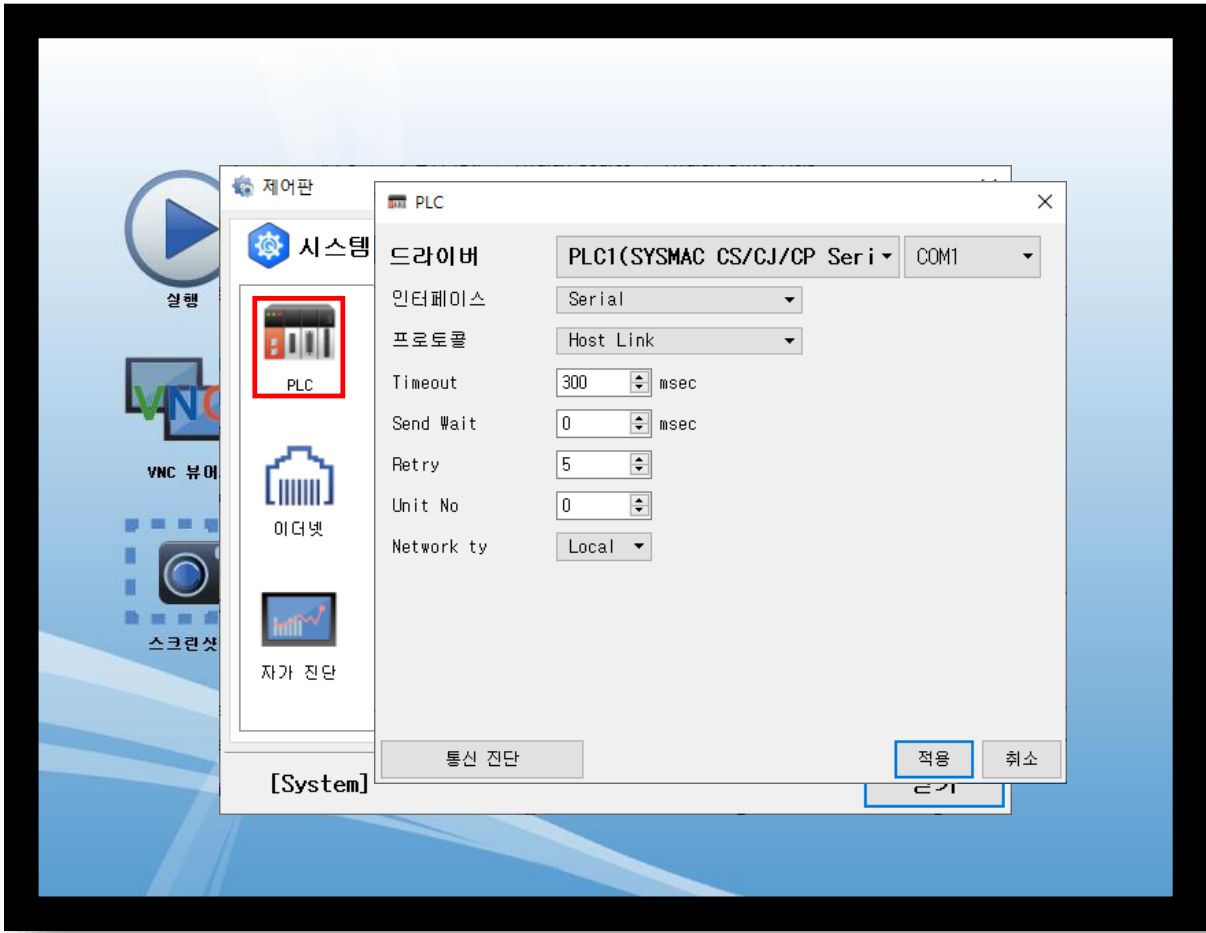 제어판
PLC
시스템
드라이버 PLC1(SYSMAC CS/CJ/CP Seri COM1
인터페이스 Serial
프로토콜 Host Link
Timeout 300 msec
Send Wait 0 msec
Retry 5
Unit No 0
Network ty Local
실행
PLC
VNC 뷰어
이더넷
스크린샷
자가 진단
통신 진단 적용 취소
[System]